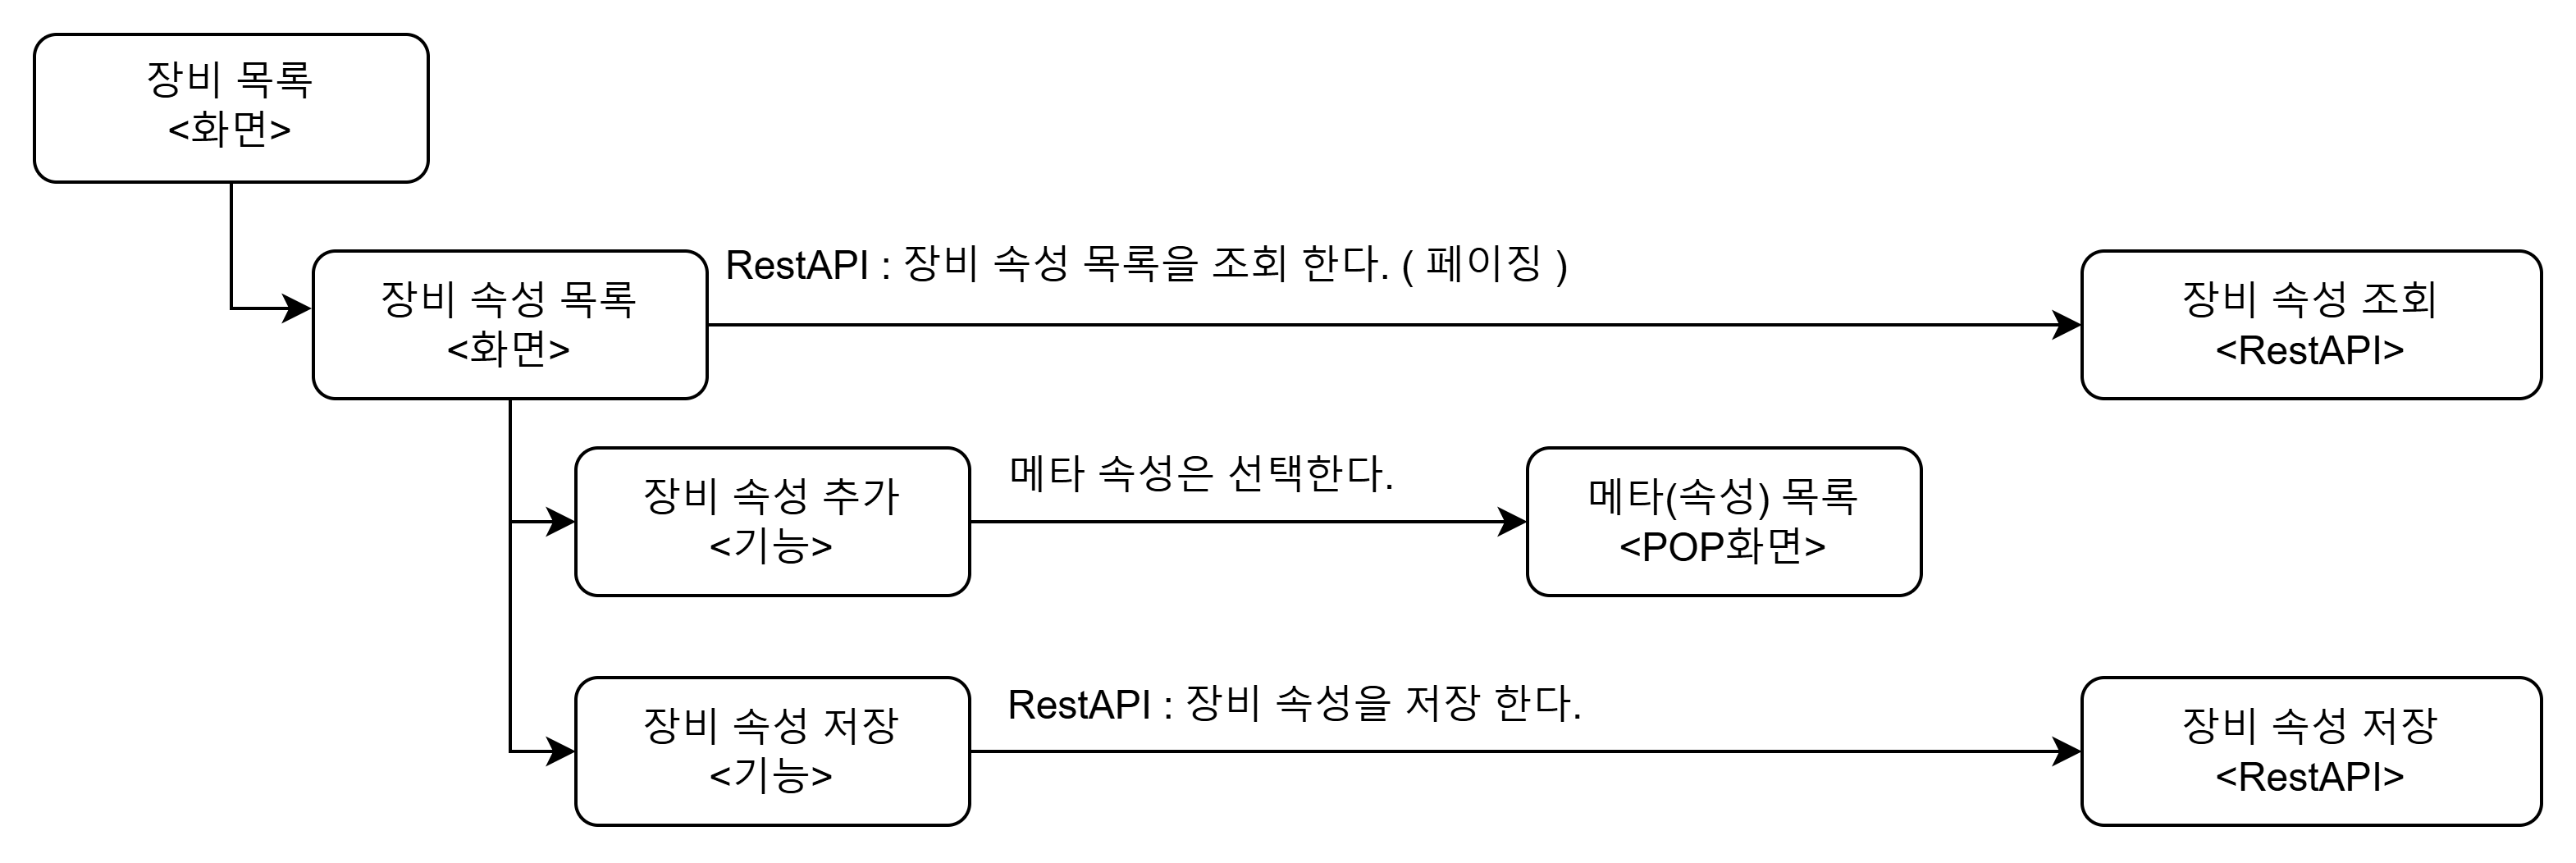 장비 목록
<화면>
장비 속성 목록
<화면>
RestAPI : 장비 속성 목록을 조회 한다. ( 페이징 )
장비 속성 조회
<RestAPI>
장비 속성 추가
<기능>
메타 속성은 선택한다.
메타(속성) 목록
<POP화면>
장비 속성 저장
<기능>
RestAPI : 장비 속성을 저장 한다.
장비 속성 저장
<RestAPI>